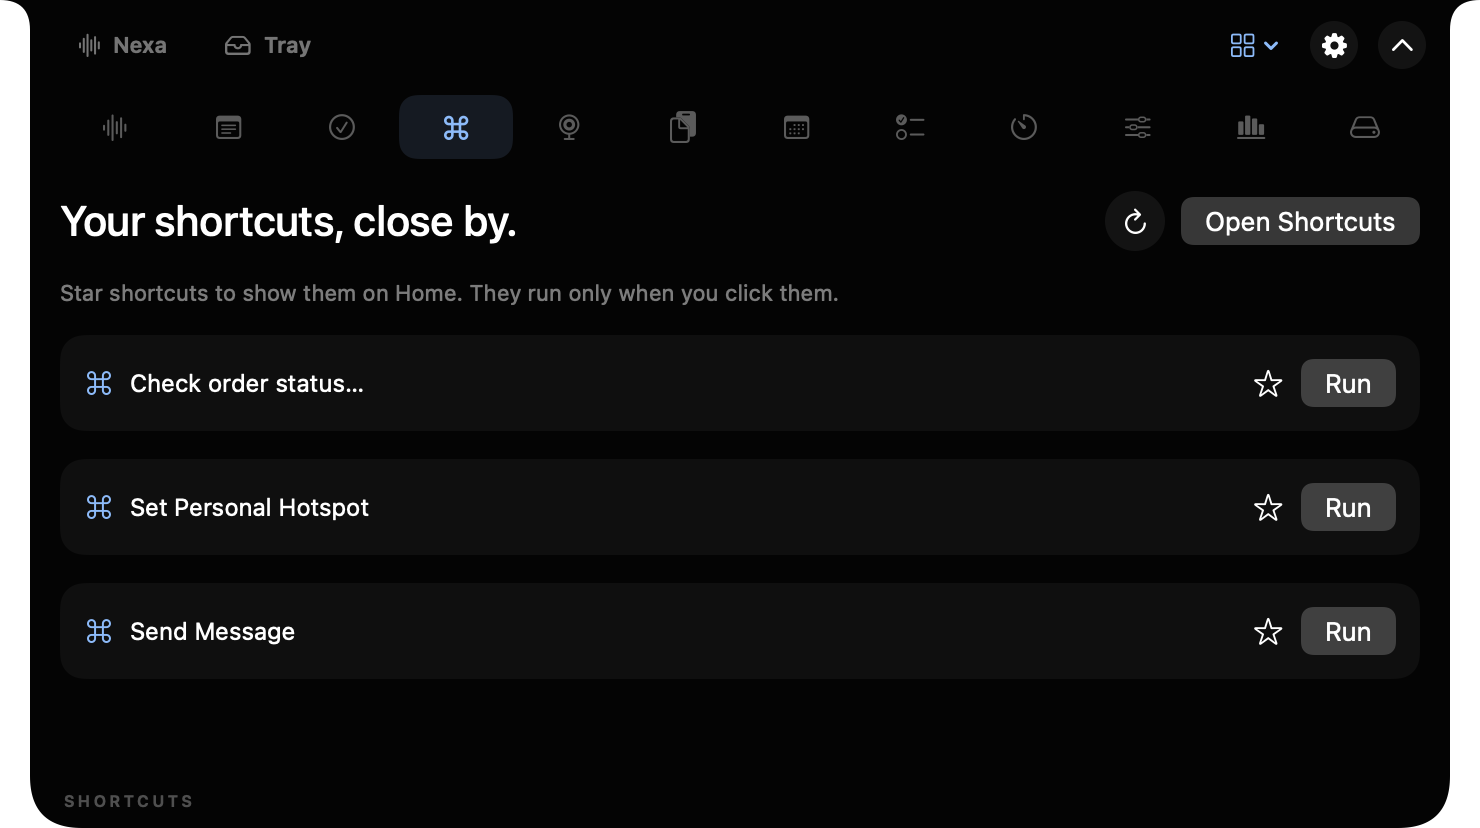 Nexa
Tray
Your shortcuts, close by.
Open Shortcuts
Star shortcuts to show them on Home. They run only when you click them.
Check order status...
Run
Set Personal Hotspot
Run
Send Message
Run
SHORTCUTS